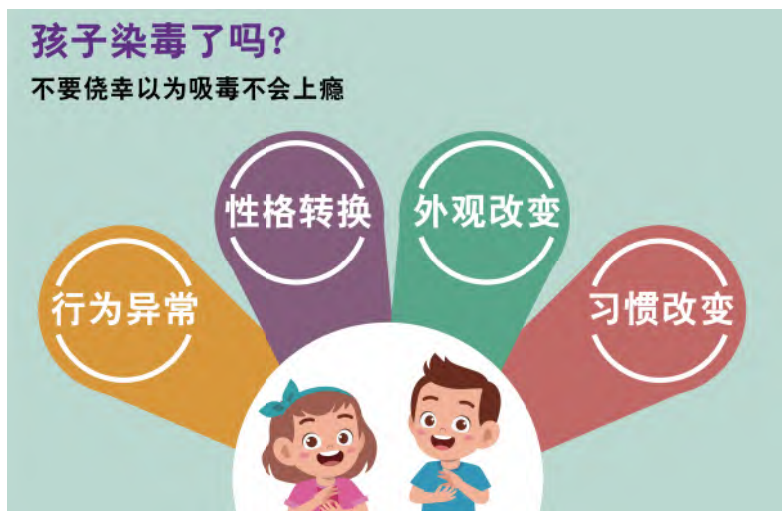 孩子染毒了吗?
不要侥幸以为吸毒不会上瘾
性格转换
外观改变
行为异常
习惯改变